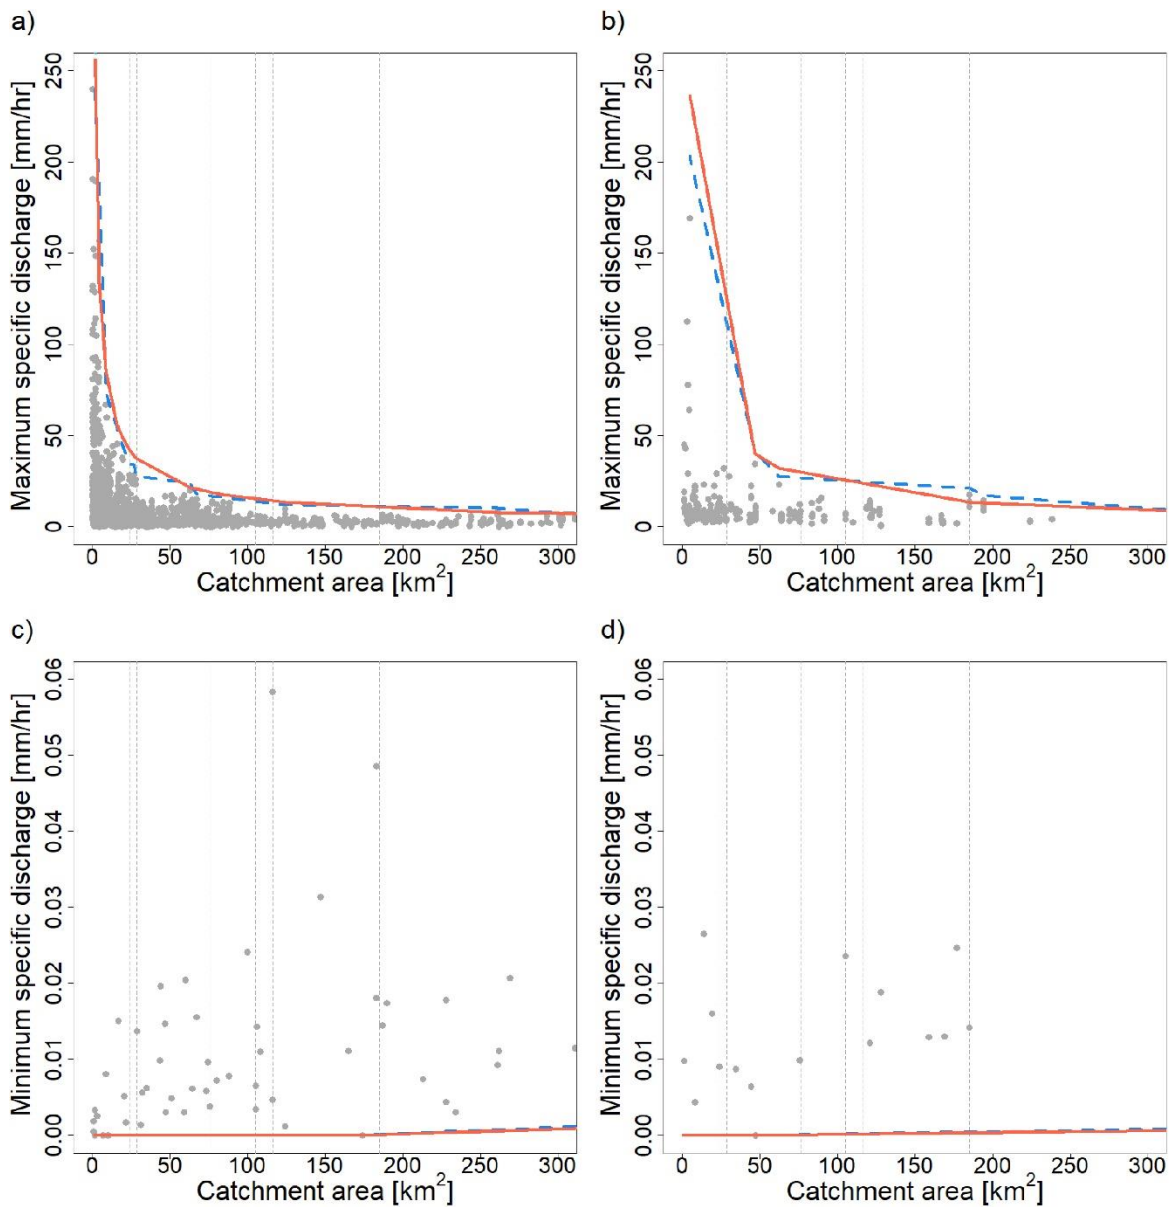 a)
Maximum specific discharge [mm/hr]
250
200
150
100
50
0
0 50 100 150 200 250 300
Catchment area [km²]
b)
Maximum specific discharge [mm/hr]
250
200
150
100
50
0
0 50 100 150 200 250 300
Catchment area [km²]
c)
Minimum specific discharge [mm/hr]
0.06
0.05
0.04
0.03
0.02
0.01
0.00
0 50 100 150 200 250 300
Catchment area [km²]
d)
Minimum specific discharge [mm/hr]
0.06
0.05
0.04
0.03
0.02
0.01
0.00
0 50 100 150 200 250 300
Catchment area [km²]